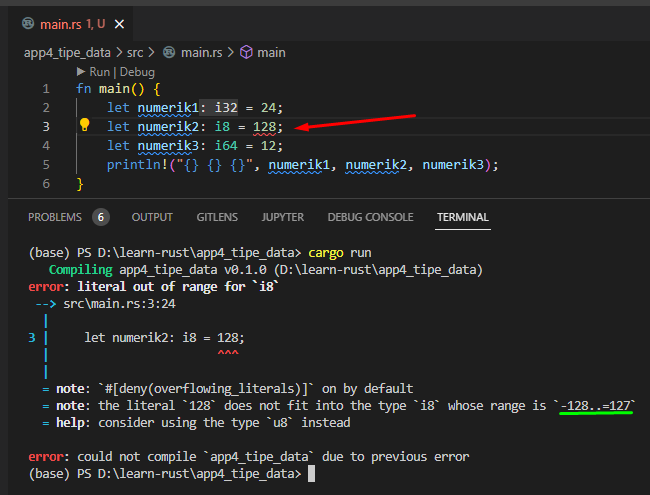 main.rs 1, U
app4_tipe_data > src > main.rs > main
Run | Debug
1 fn main() {
2 let numerik1: i32 = 24;
3 let numerik2: i8 = 128;
4 let numerik3: i64 = 12;
5 println!("{} {} {}", numerik1, numerik2, numerik3);
6 }
PROBLEMS 6 OUTPUT GITLENS JUPYTER DEBUG CONSOLE TERMINAL
(base) PS D:\learn-rust\app4_tipe_data> cargo run
Compiling app4_tipe_data v0.1.0 (D:\learn-rust\app4_tipe_data)
error: literal out of range for `i8`
--> src\main.rs:3:24
|
3 | let numerik2: i8 = 128;
| ^^^
|
= note: `#[deny(overflowing_literals)]` on by default
= note: the literal `128` does not fit into the type `i8` whose range is `-128..=127`
= help: consider using the type `u8` instead
error: could not compile `app4_tipe_data` due to previous error
(base) PS D:\learn-rust\app4_tipe_data>